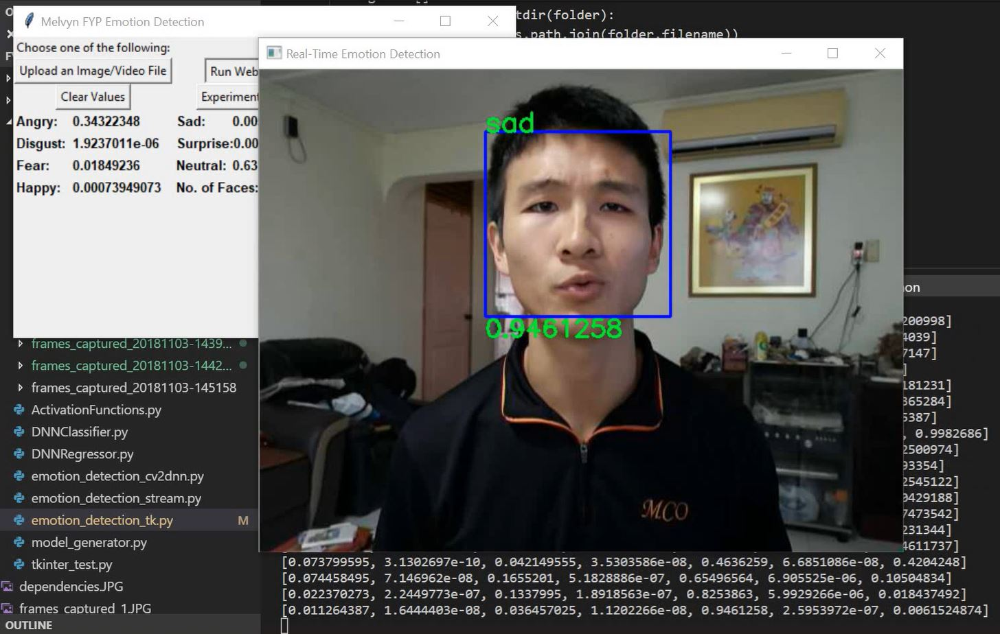 tdir(folder):
s.path.join(folder,filename))
Melvyn FYP Emotion Detection
Choose one of the following:
Upload an Image/Video File
Run Web
Clear Values
Experiment
Angry: 0.34322348 Sad: 0.00
Disgust: 1.9237011e-06 Surprise:0.00
Fear: 0.01849236 Neutral: 0.63
Happy: 0.00073949073 No. of Faces:
Real-Time Emotion Detection
sad
0.9461258
MCO
frames_captured_20181103-1439...
frames_captured_20181103-1442...
frames_captured_20181103-145158
ActivationFunctions.py
DNNClassifier.py
DNNRegressor.py
emotion_detection_cv2dnn.py
emotion_detection_stream.py
emotion_detection_tk.py M
model_generator.py
tkinter_test.py
dependencies.JPG
frames_captured_1.JPG
OUTLINE
on
200998]
4039]
7147]
]
181231]
365284]
5387]
, 0.9982686]
2500974]
93354]
2545122]
0429188]
7473542]
231344]
4611737]
[0.073799595, 3.1302697e-10, 0.042149555, 3.5303586e-08, 0.4636259, 6.6851086e-08, 0.4204248]
[0.074458495, 7.146962e-08, 0.1655201, 5.1828886e-07, 0.65496564, 6.905525e-06, 0.10504834]
[0.022370273, 2.2449773e-07, 0.1337995, 1.8918563e-07, 0.8253863, 5.9929266e-06, 0.018437492]
[0.011264387, 1.6444403e-08, 0.036457025, 1.1202266e-08, 0.9461258, 2.5953972e-07, 0.0061524874]